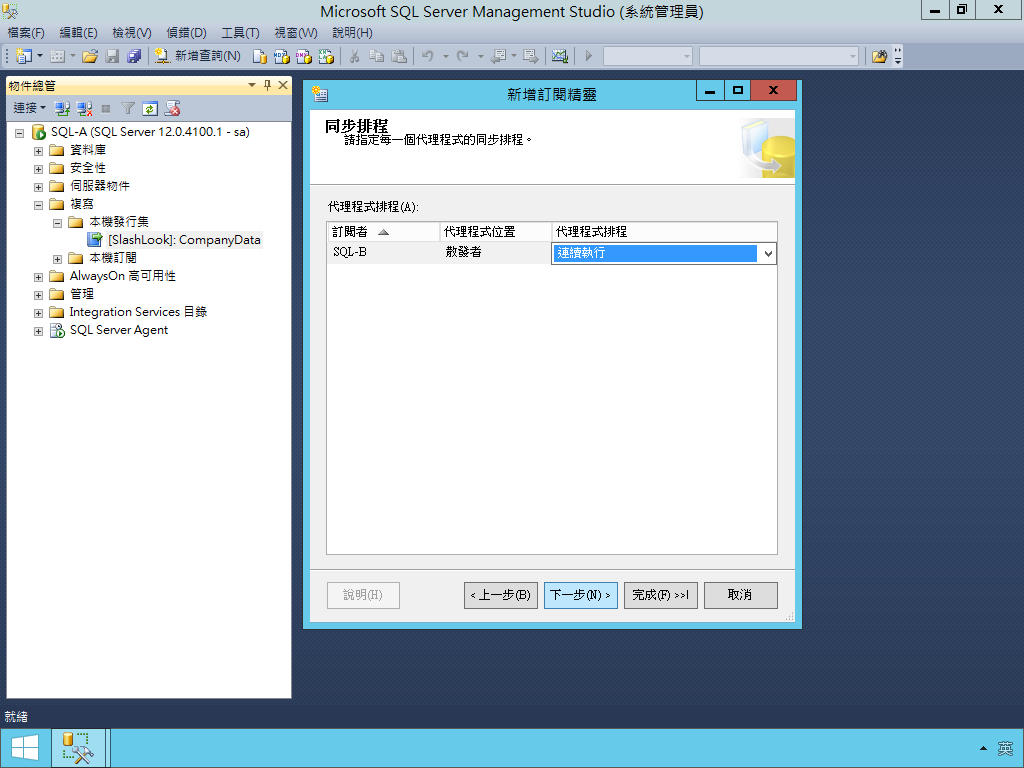 Microsoft SQL Server Management Studio (系統管理員)
檔案(F) 編輯(E) 檢視(V) 偵錯(D) 工具(T) 視窗(W) 說明(H)
新增查詢(N)
物件總管
連接
SQL-A (SQL Server 12.0.4100.1 - sa)
資料庫
安全性
伺服器物件
複寫
本機發行集
[SlashLook]: CompanyData
本機訂閱
AlwaysOn 高可用性
管理
Integration Services 目錄
SQL Server Agent
新增訂閱精靈
同步排程
請指定每一個代理程式的同步排程。
代理程式排程(A):
訂閱者 代理程式位置 代理程式排程
SQL-B 散發者 連續執行
說明(H) < 上一步(B) 下一步(N) > 完成(F) >>| 取消
就緒
英